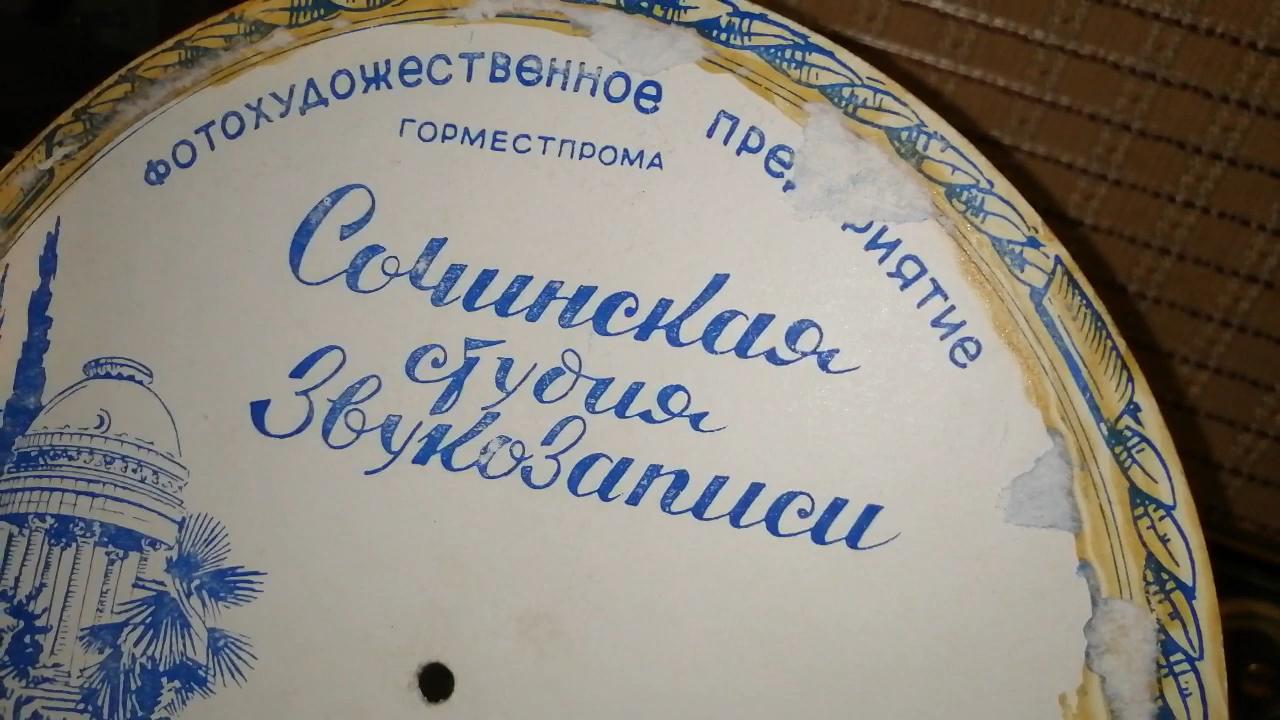 ФОТОХУДОЖЕСТВЕННОЕ ПРЕДПРИЯТИЕ
ГОРМЕСТПРОМА
Сочинская
студия
Звукозаписи